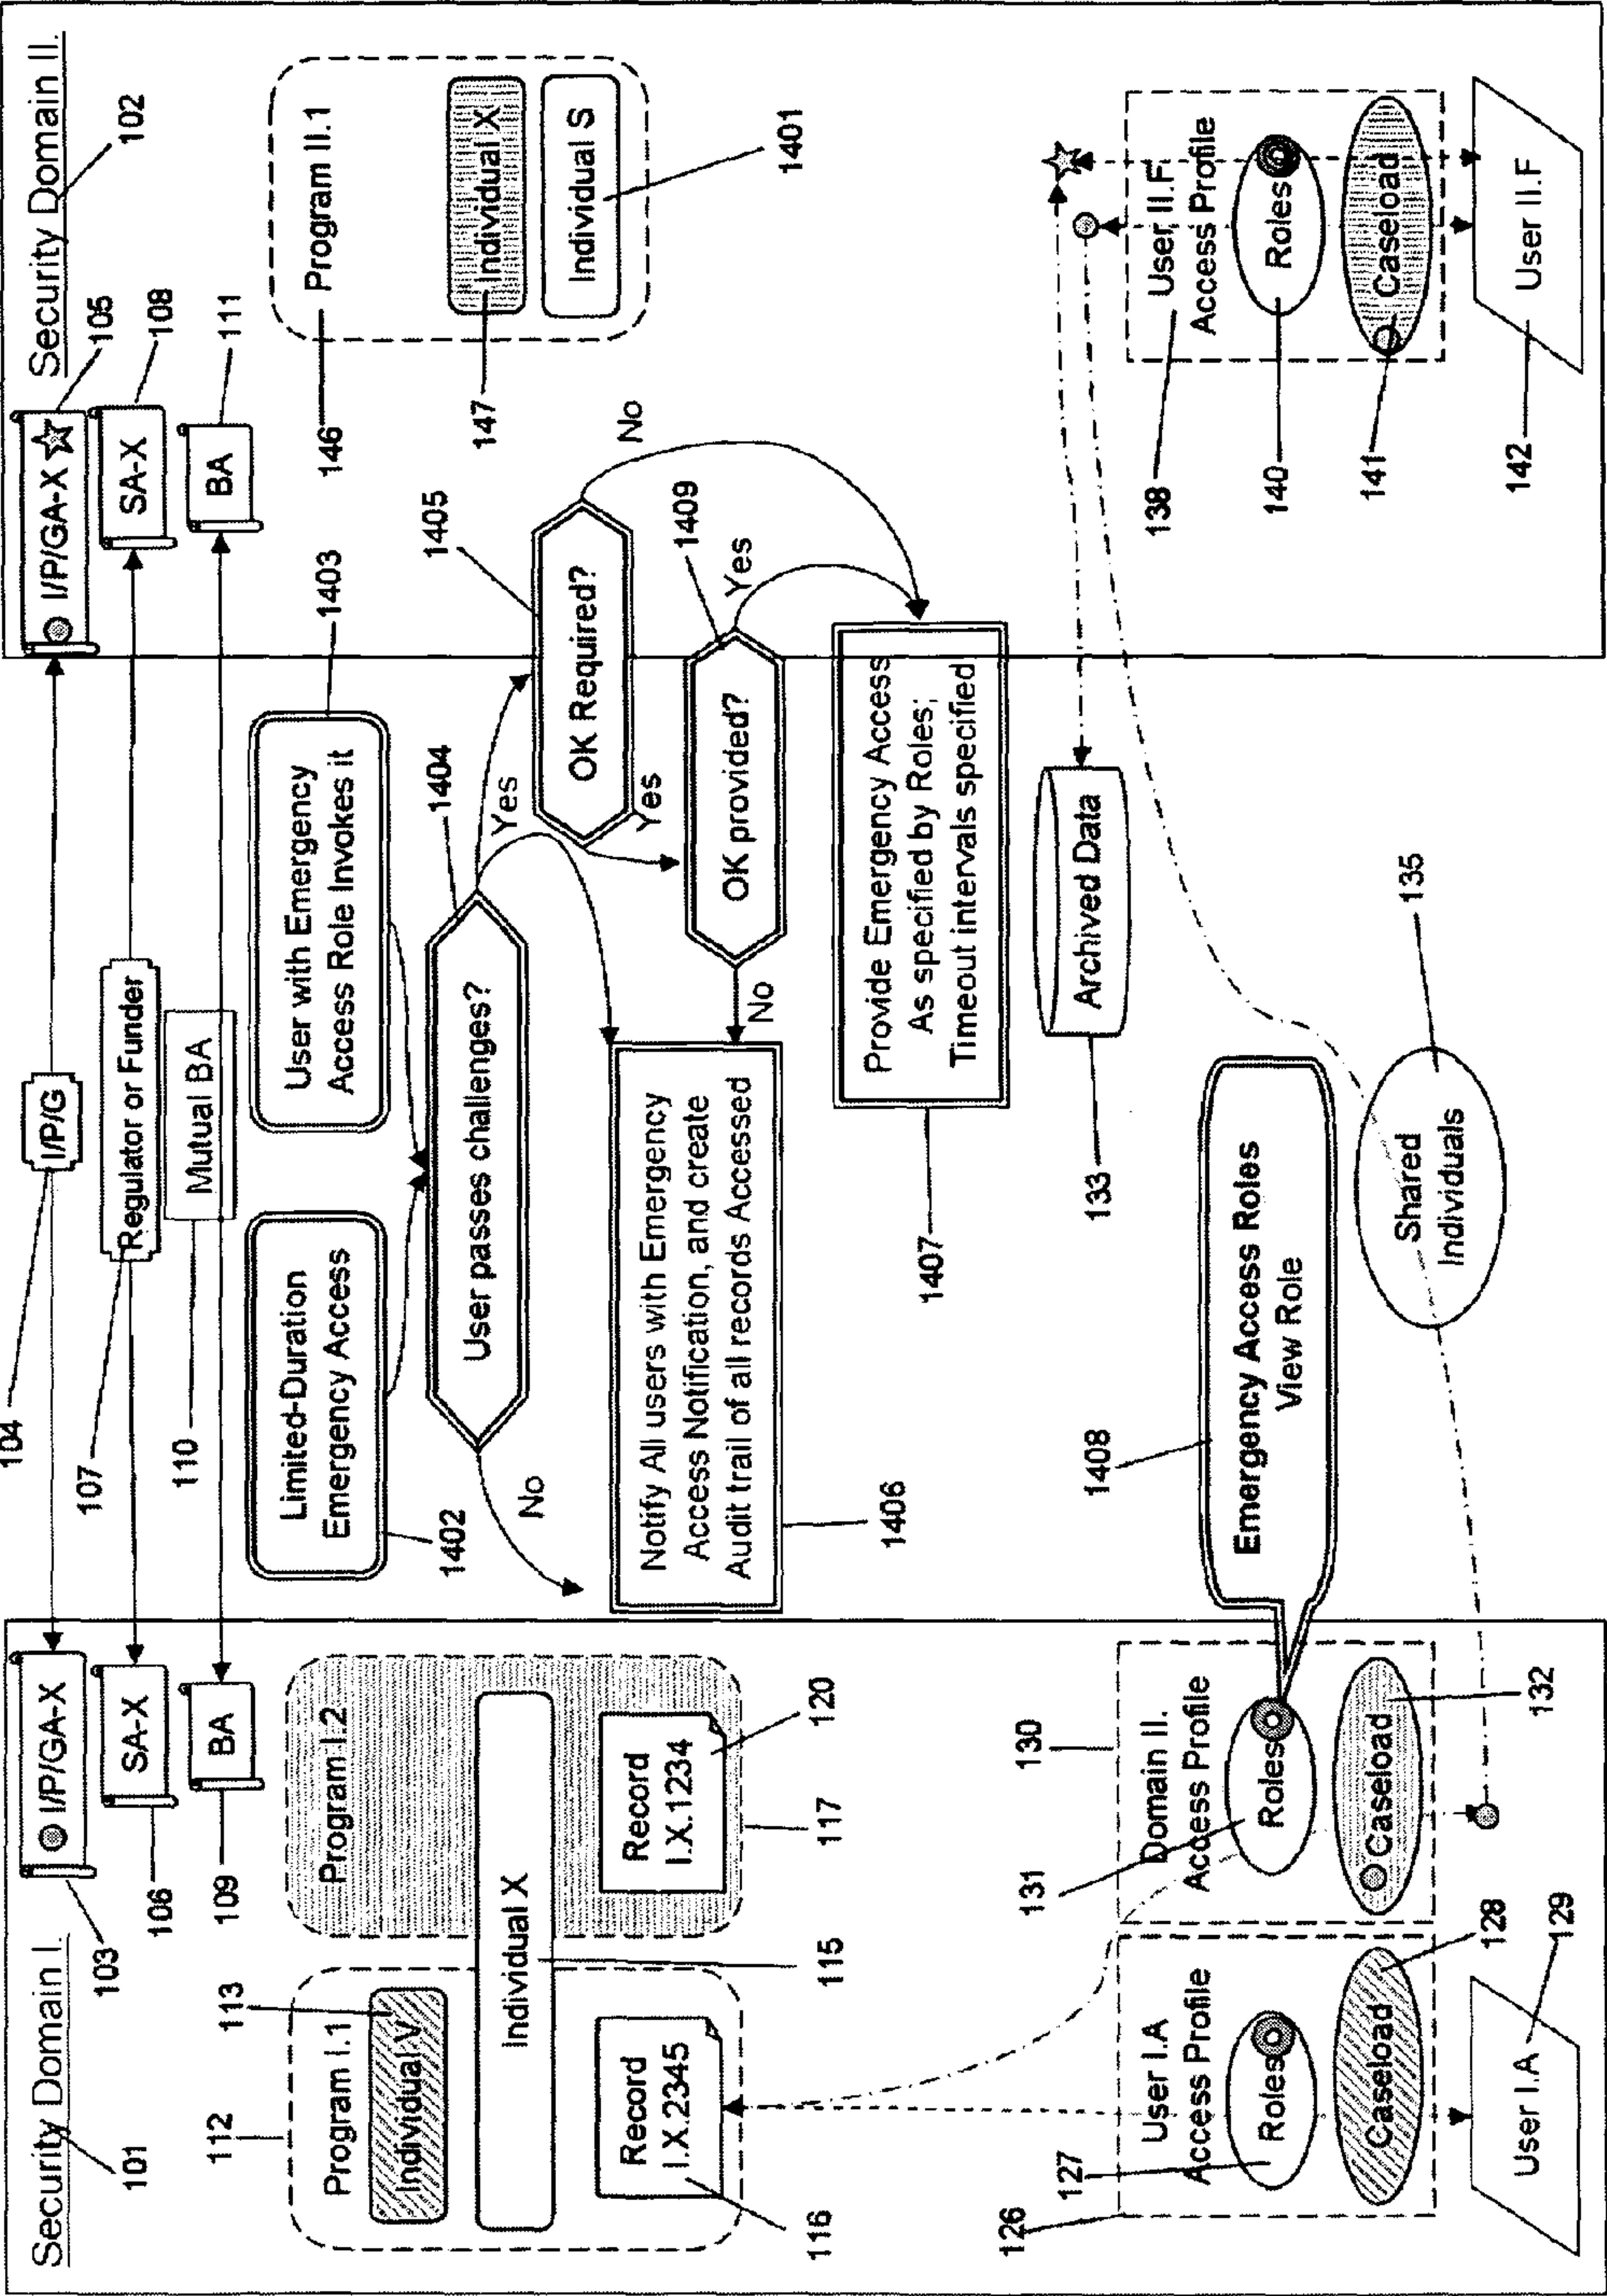 Security Domain I.
101
103
I/P/GA-X
106
SA-X
109
BA
104
I/P/G
107
Regulator or Funder
110
Mutual BA
Security Domain II.
102
I/P/GA-X
105
SA-X
108
BA
111
112
Program I.1
113
Individual V
Individual X
115
Record
I.X.2345
116
Program I.2
Record
I.X.1234
120
117
Limited-Duration
Emergency Access
1402
User with Emergency
Access Role Invokes it
1403
User passes challenges?
1404
Yes
No
OK Required?
1405
No
Yes
OK provided?
1409
Yes
No
Notify All users with Emergency
Access Notification, and create
Audit trail of all records Accessed
1406
Provide Emergency Access
As specified by Roles;
Timeout intervals specified
1407
146
Program II.1
147
Individual X
Individual S
1401
Archived Data
133
1408
Emergency Access Roles
View Role
Shared
Individuals
135
126
User I.A
Access Profile
127
Roles
Caseload
128
User I.A
129
130
Domain II.
Access Profile
131
Roles
Caseload
132
138
User II.F
Access Profile
140
Roles
141
Caseload
142
User II.F